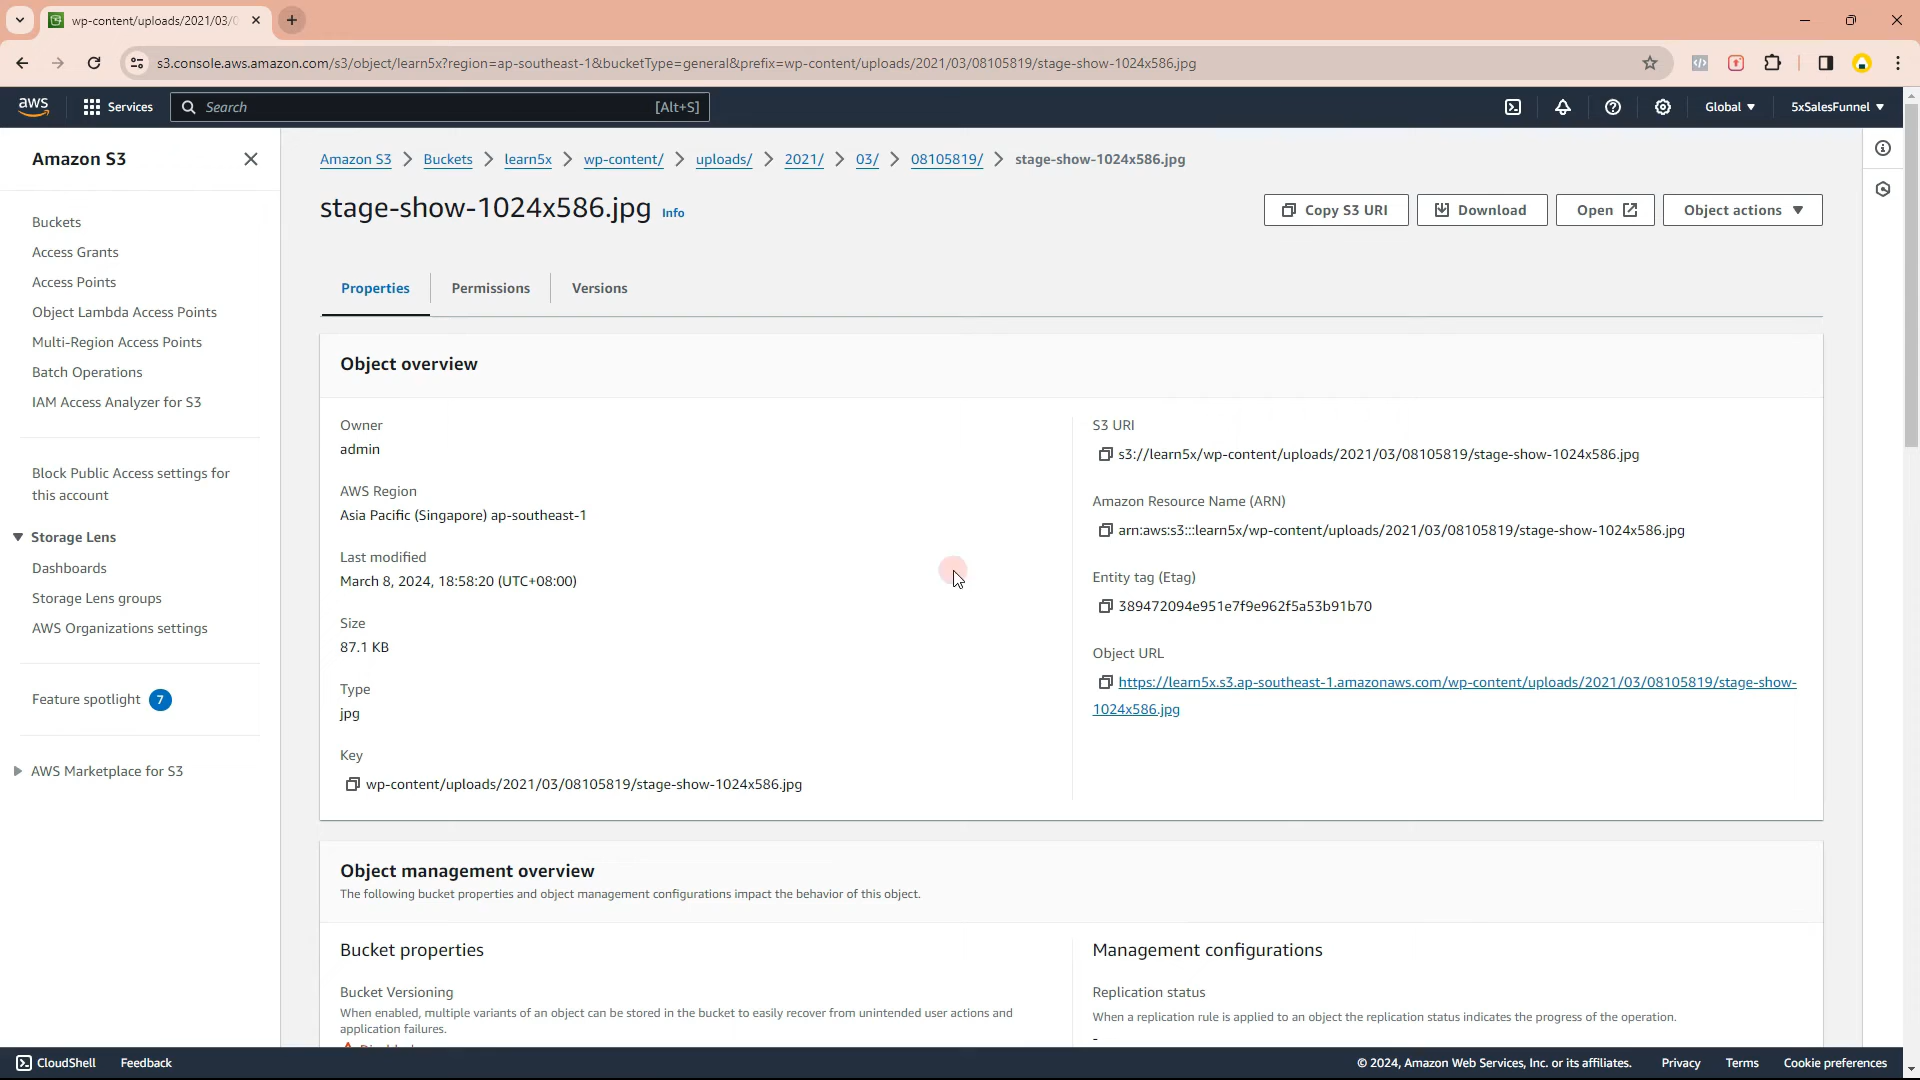 wp-content/uploads/2021/03/0
s3.console.aws.amazon.com/s3/object/learn5x?region=ap-southeast-1&bucketType=general&prefix=wp-content/uploads/2021/03/08105819/stage-show-1024x586.jpg
aws Services Search [Alt+S] Global 5xSalesFunnel
Amazon S3
Buckets
Access Grants
Access Points
Object Lambda Access Points
Multi-Region Access Points
Batch Operations
IAM Access Analyzer for S3
Block Public Access settings for
this account
Storage Lens
Dashboards
Storage Lens groups
AWS Organizations settings
Feature spotlight 7
AWS Marketplace for S3
Amazon S3 > Buckets > learn5x > wp-content/ > uploads/ > 2021/ > 03/ > 08105819/ > stage-show-1024x586.jpg
stage-show-1024x586.jpg Info
Copy S3 URI Download Open Object actions
Properties Permissions Versions
Object overview
Owner
admin
AWS Region
Asia Pacific (Singapore) ap-southeast-1
Last modified
March 8, 2024, 18:58:20 (UTC+08:00)
Size
87.1 KB
Type
jpg
Key
wp-content/uploads/2021/03/08105819/stage-show-1024x586.jpg
S3 URI
s3://learn5x/wp-content/uploads/2021/03/08105819/stage-show-1024x586.jpg
Amazon Resource Name (ARN)
arn:aws:s3:::learn5x/wp-content/uploads/2021/03/08105819/stage-show-1024x586.jpg
Entity tag (Etag)
389472094e951e7f9e962f5a53b91b70
Object URL
https://learn5x.s3.ap-southeast-1.amazonaws.com/wp-content/uploads/2021/03/08105819/stage-show-
1024x586.jpg
Object management overview
The following bucket properties and object management configurations impact the behavior of this object.
Bucket properties
Bucket Versioning
When enabled, multiple variants of an object can be stored in the bucket to easily recover from unintended user actions and
application failures.
Management configurations
Replication status
When a replication rule is applied to an object the replication status indicates the progress of the operation.
-
CloudShell Feedback © 2024, Amazon Web Services, Inc. or its affiliates. Privacy Terms Cookie preferences